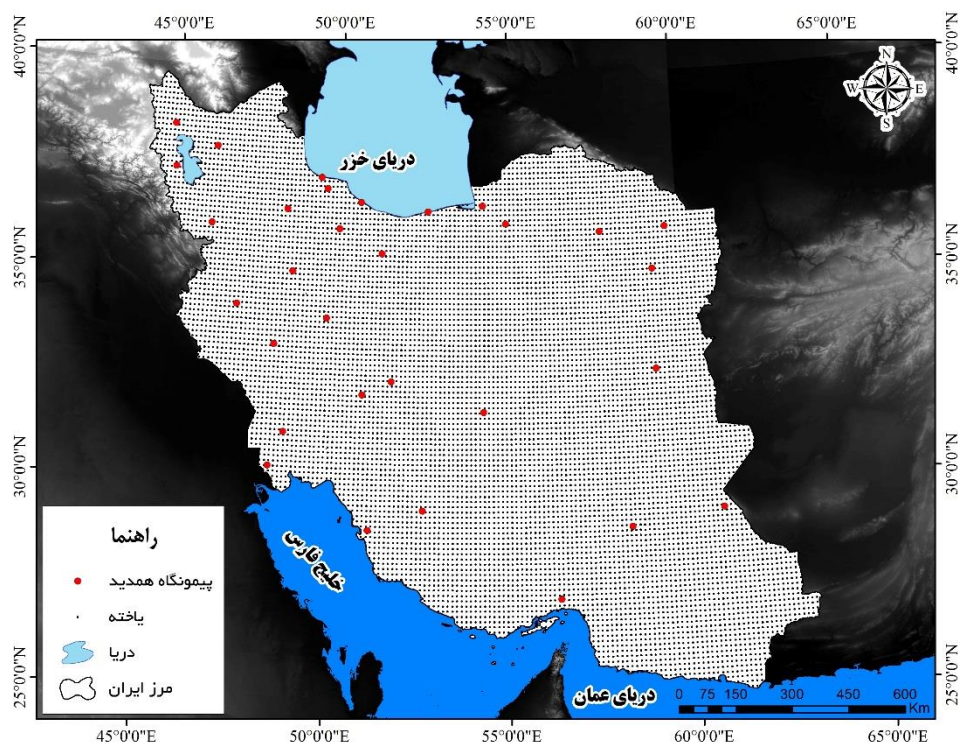 45°0'0"E 50°0'0"E 55°0'0"E 60°0'0"E 65°0'0"E
40°0'0"N 40°0'0"N
N
W E
S
دریای خزر
35°0'0"N 35°0'0"N
30°0'0"N 30°0'0"N
راهنما
پیمونگاه همدید
یاخته
دریا
مرز ایران
خلیج فارس
25°0'0"N 25°0'0"N
دریای عمان
0 75 150 300 450 600
Km
45°0'0"E 50°0'0"E 55°0'0"E 60°0'0"E 65°0'0"E